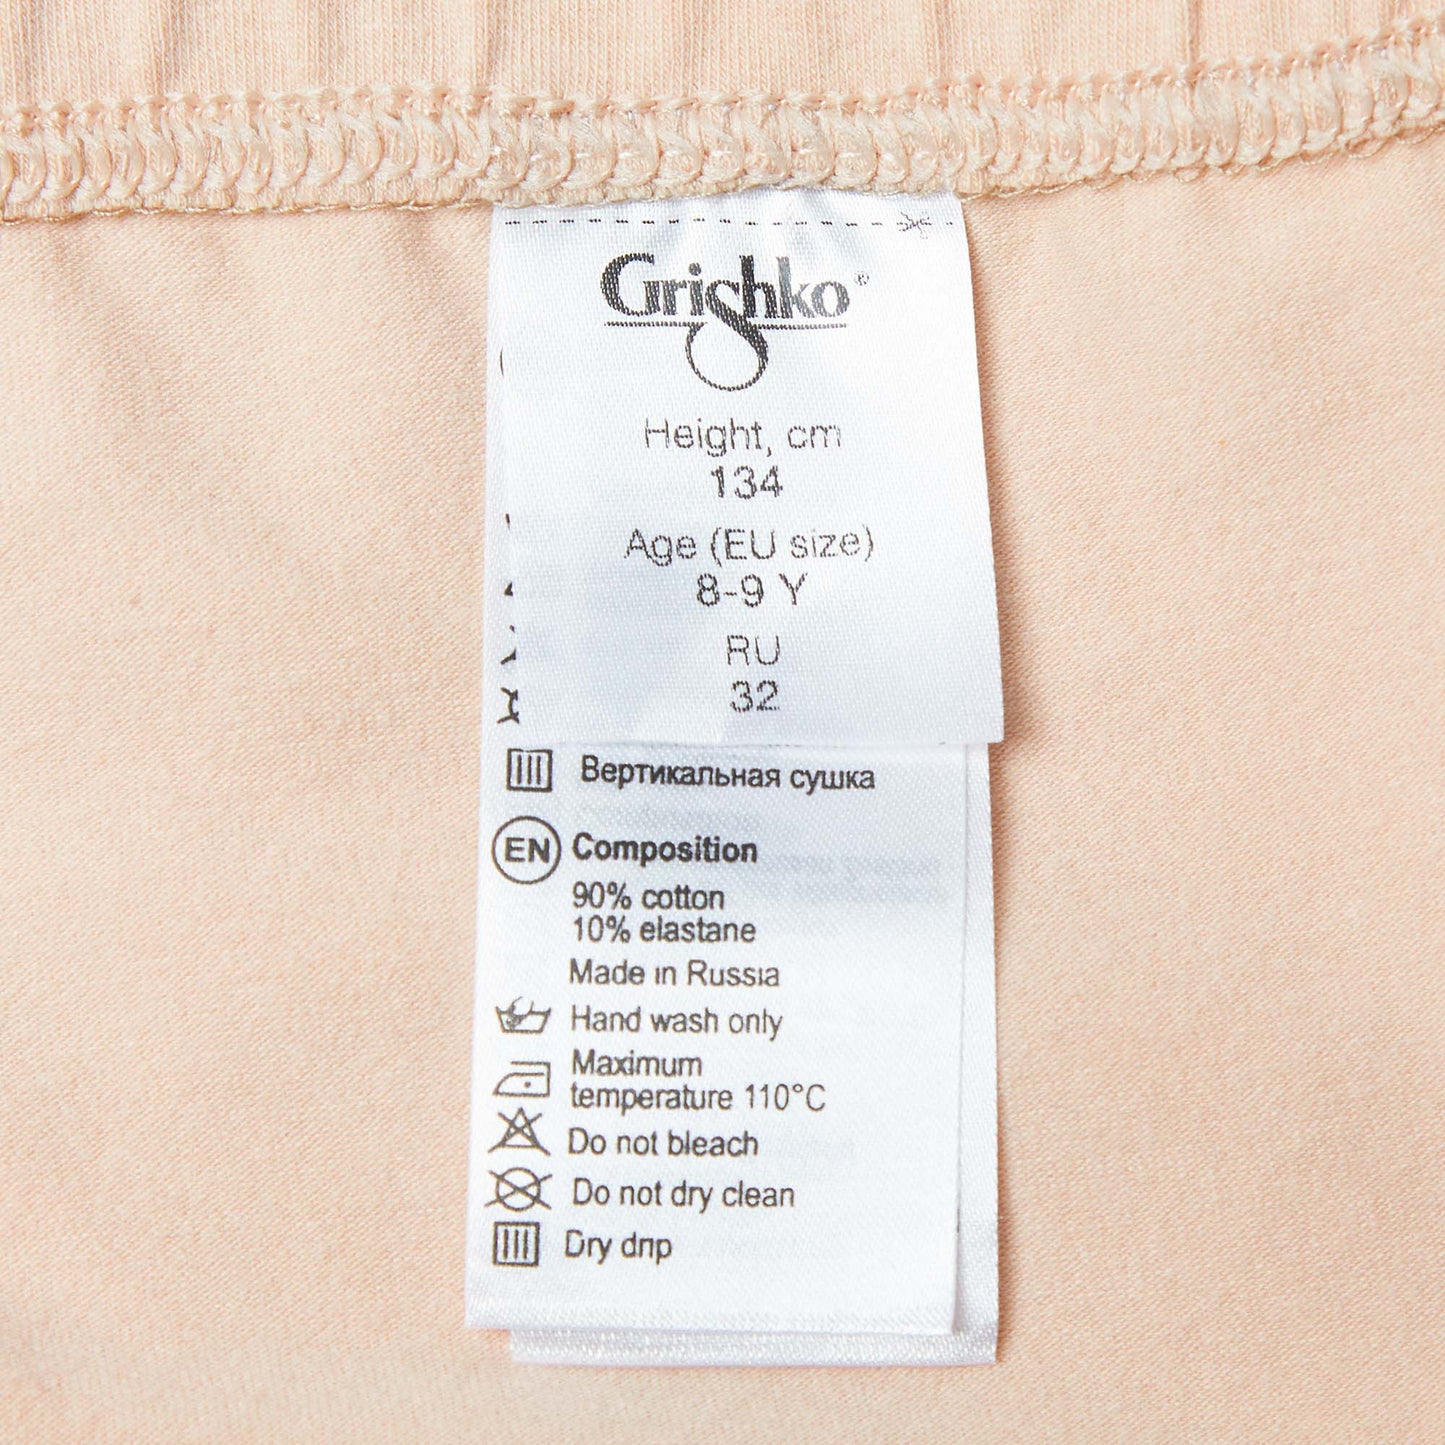 Grishko®
Height, cm
134
Age (EU size)
8-9 Y
RU
32
Вертикальная сушка
EN Composition
90% cotton
10% elastane
Made in Russia
Hand wash only
Maximum
temperature 110°C
Do not bleach
Do not dry clean
Dry drip